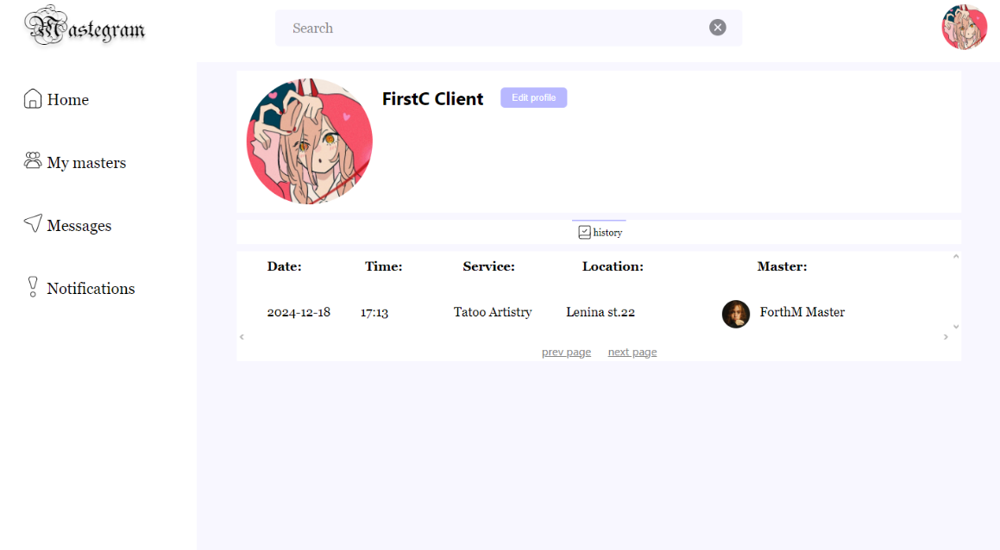 Mastegram
Search
Home
My masters
Messages
Notifications
FirstC Client
Edit profile
history
Date: Time: Service: Location: Master:
2024-12-18 17:13 Tatoo Artistry Lenina st.22 ForthM Master
prev page next page